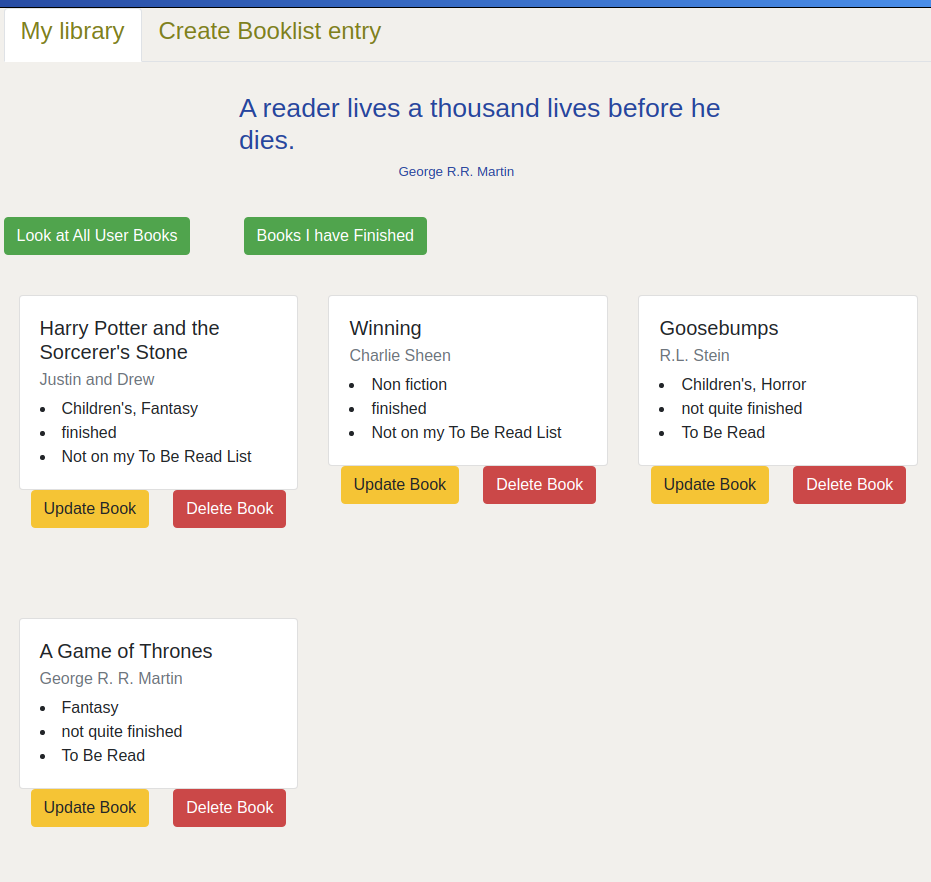 My library
Create Booklist entry
A reader lives a thousand lives before he
dies.
George R.R. Martin
Look at All User Books
Books I have Finished
Harry Potter and the
Sorcerer's Stone
Justin and Drew
Children's, Fantasy
finished
Not on my To Be Read List
Update Book
Delete Book
Winning
Charlie Sheen
Non fiction
finished
Not on my To Be Read List
Update Book
Delete Book
Goosebumps
R.L. Stein
Children's, Horror
not quite finished
To Be Read
Update Book
Delete Book
A Game of Thrones
George R. R. Martin
Fantasy
not quite finished
To Be Read
Update Book
Delete Book